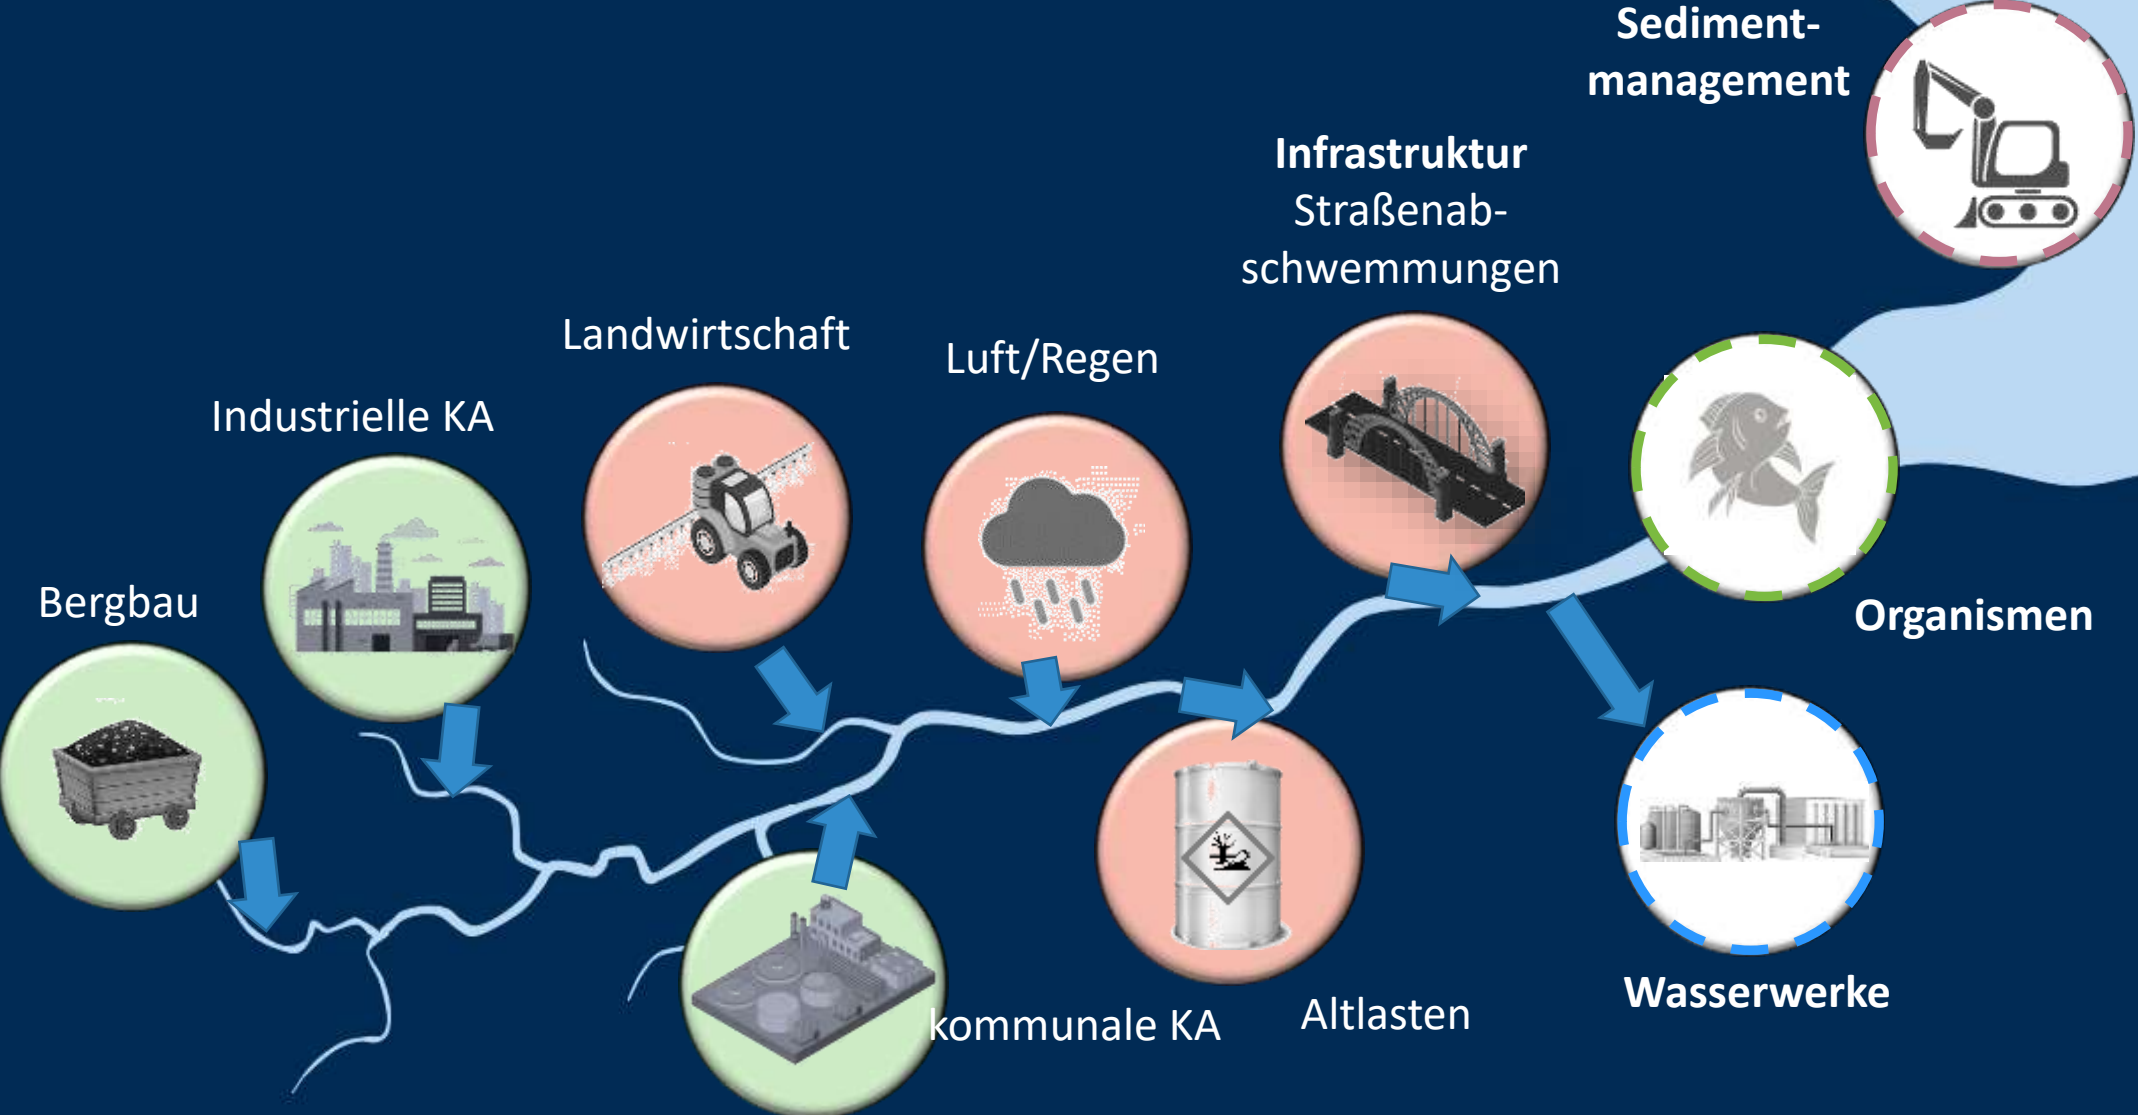 Sediment-
management
Infrastruktur
Straßenab-
schwemmungen
Landwirtschaft
Luft/Regen
Industrielle KA
Bergbau
Organismen
kommunale KA
Altlasten
Wasserwerke